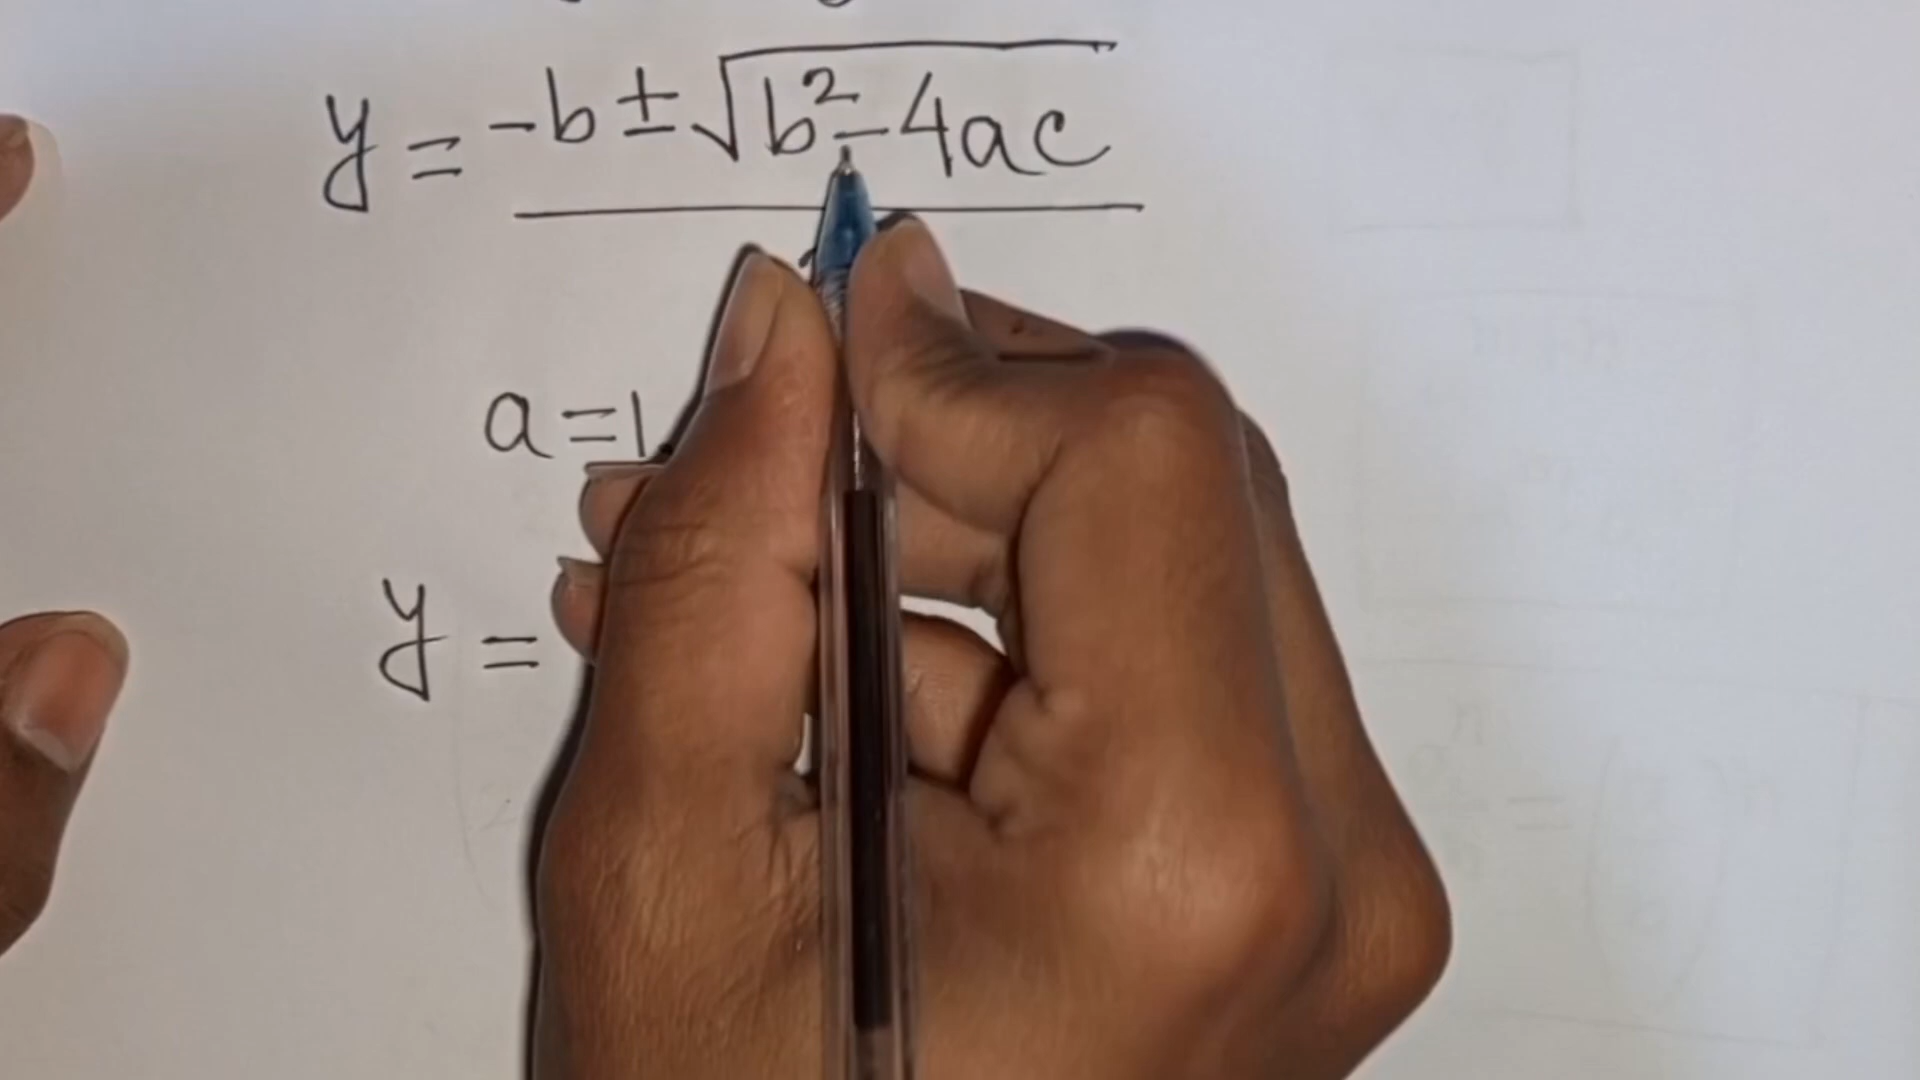 y = -b ± √b² - 4ac
a = 1
y =